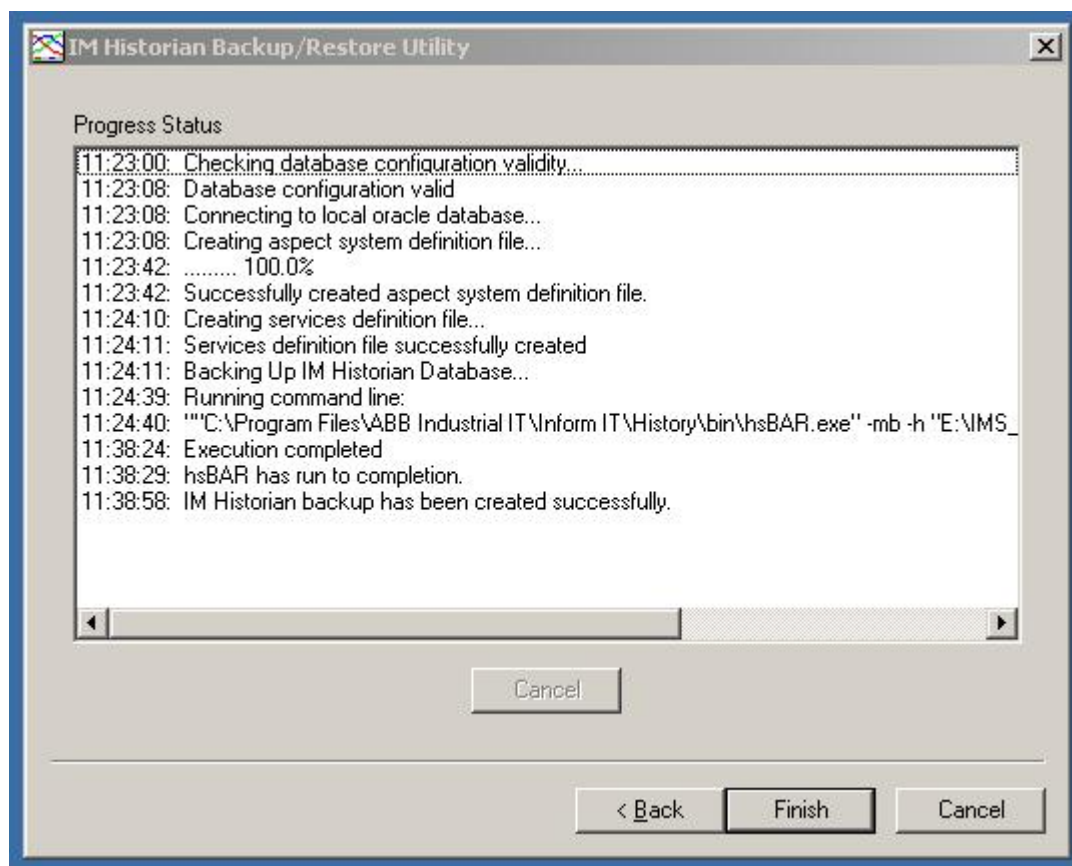 IM Historian Backup/Restore Utility
Progress Status
11:23:00: Checking database configuration validity...
11:23:08: Database configuration valid
11:23:08: Connecting to local oracle database...
11:23:08: Creating aspect system definition file...
11:23:42: ......... 100.0%
11:23:42: Successfully created aspect system definition file.
11:24:10: Creating services definition file...
11:24:11: Services definition file successfully created
11:24:11: Backing Up IM Historian Database...
11:24:39: Running command line:
11:24:40: ""C:\Program Files\ABB Industrial IT\Inform IT\History\bin\hsBAR.exe" -mb -h "E:\IMS_
11:38:24: Execution completed
11:38:29: hsBAR has run to completion.
11:38:58: IM Historian backup has been created successfully.
Cancel
< Back Finish Cancel